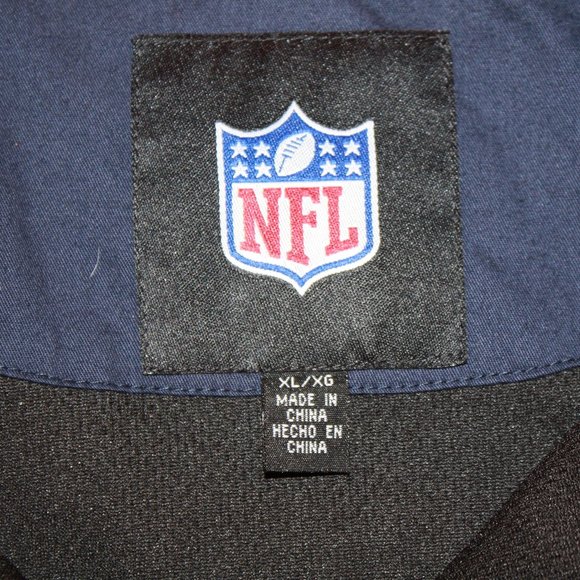 NFL
XL/XG
MADE IN
CHINA
HECHO EN
CHINA